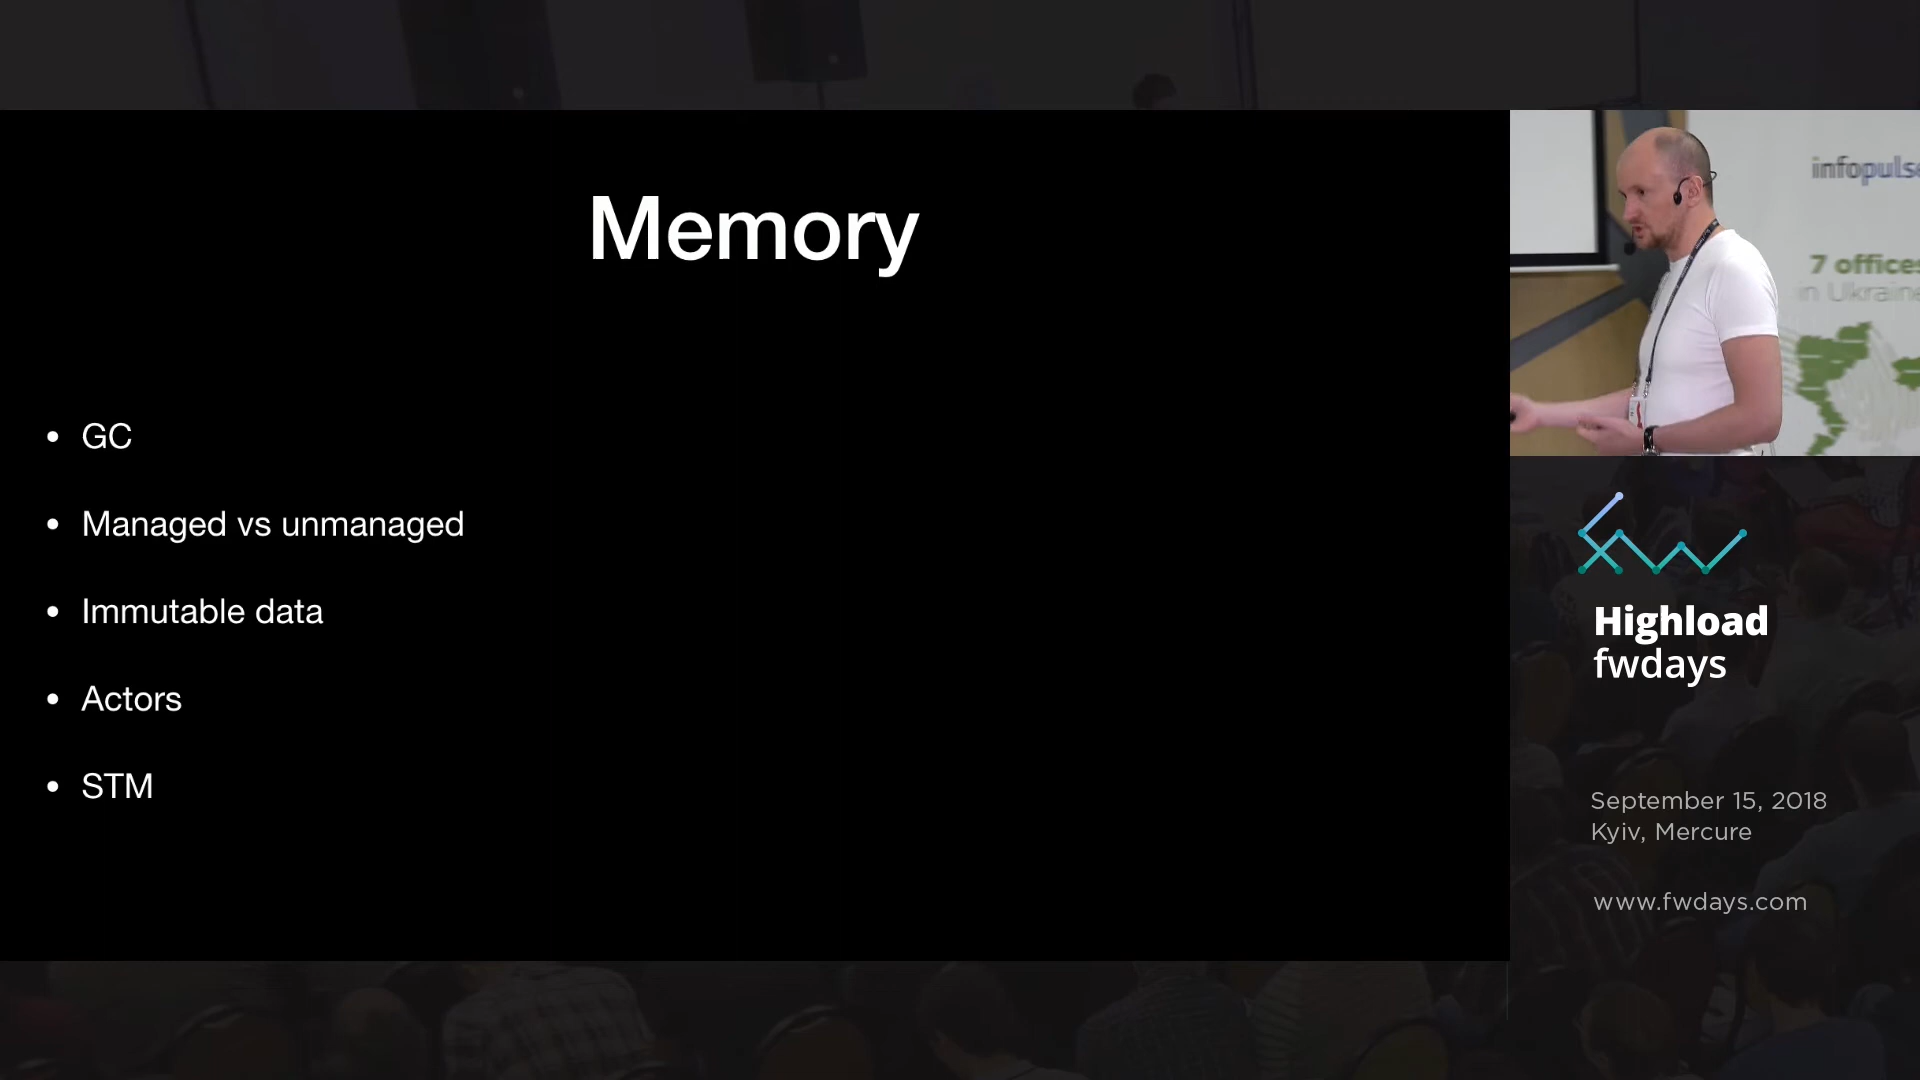 Memory
• GC
• Managed vs unmanaged
• Immutable data
• Actors
• STM
infopulse
7 offices
in Ukraine
Highload
fwdays
September 15, 2018
Kyiv, Mercure
www.fwdays.com